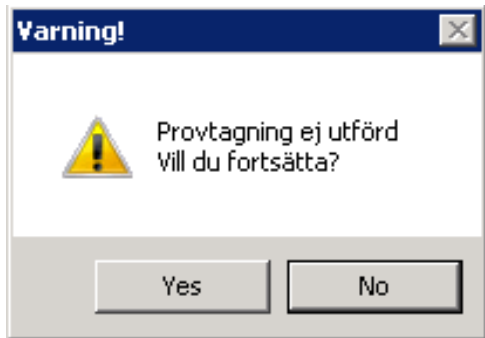 Varning!
Provtagning ej utförd
Vill du fortsätta?
Yes
No